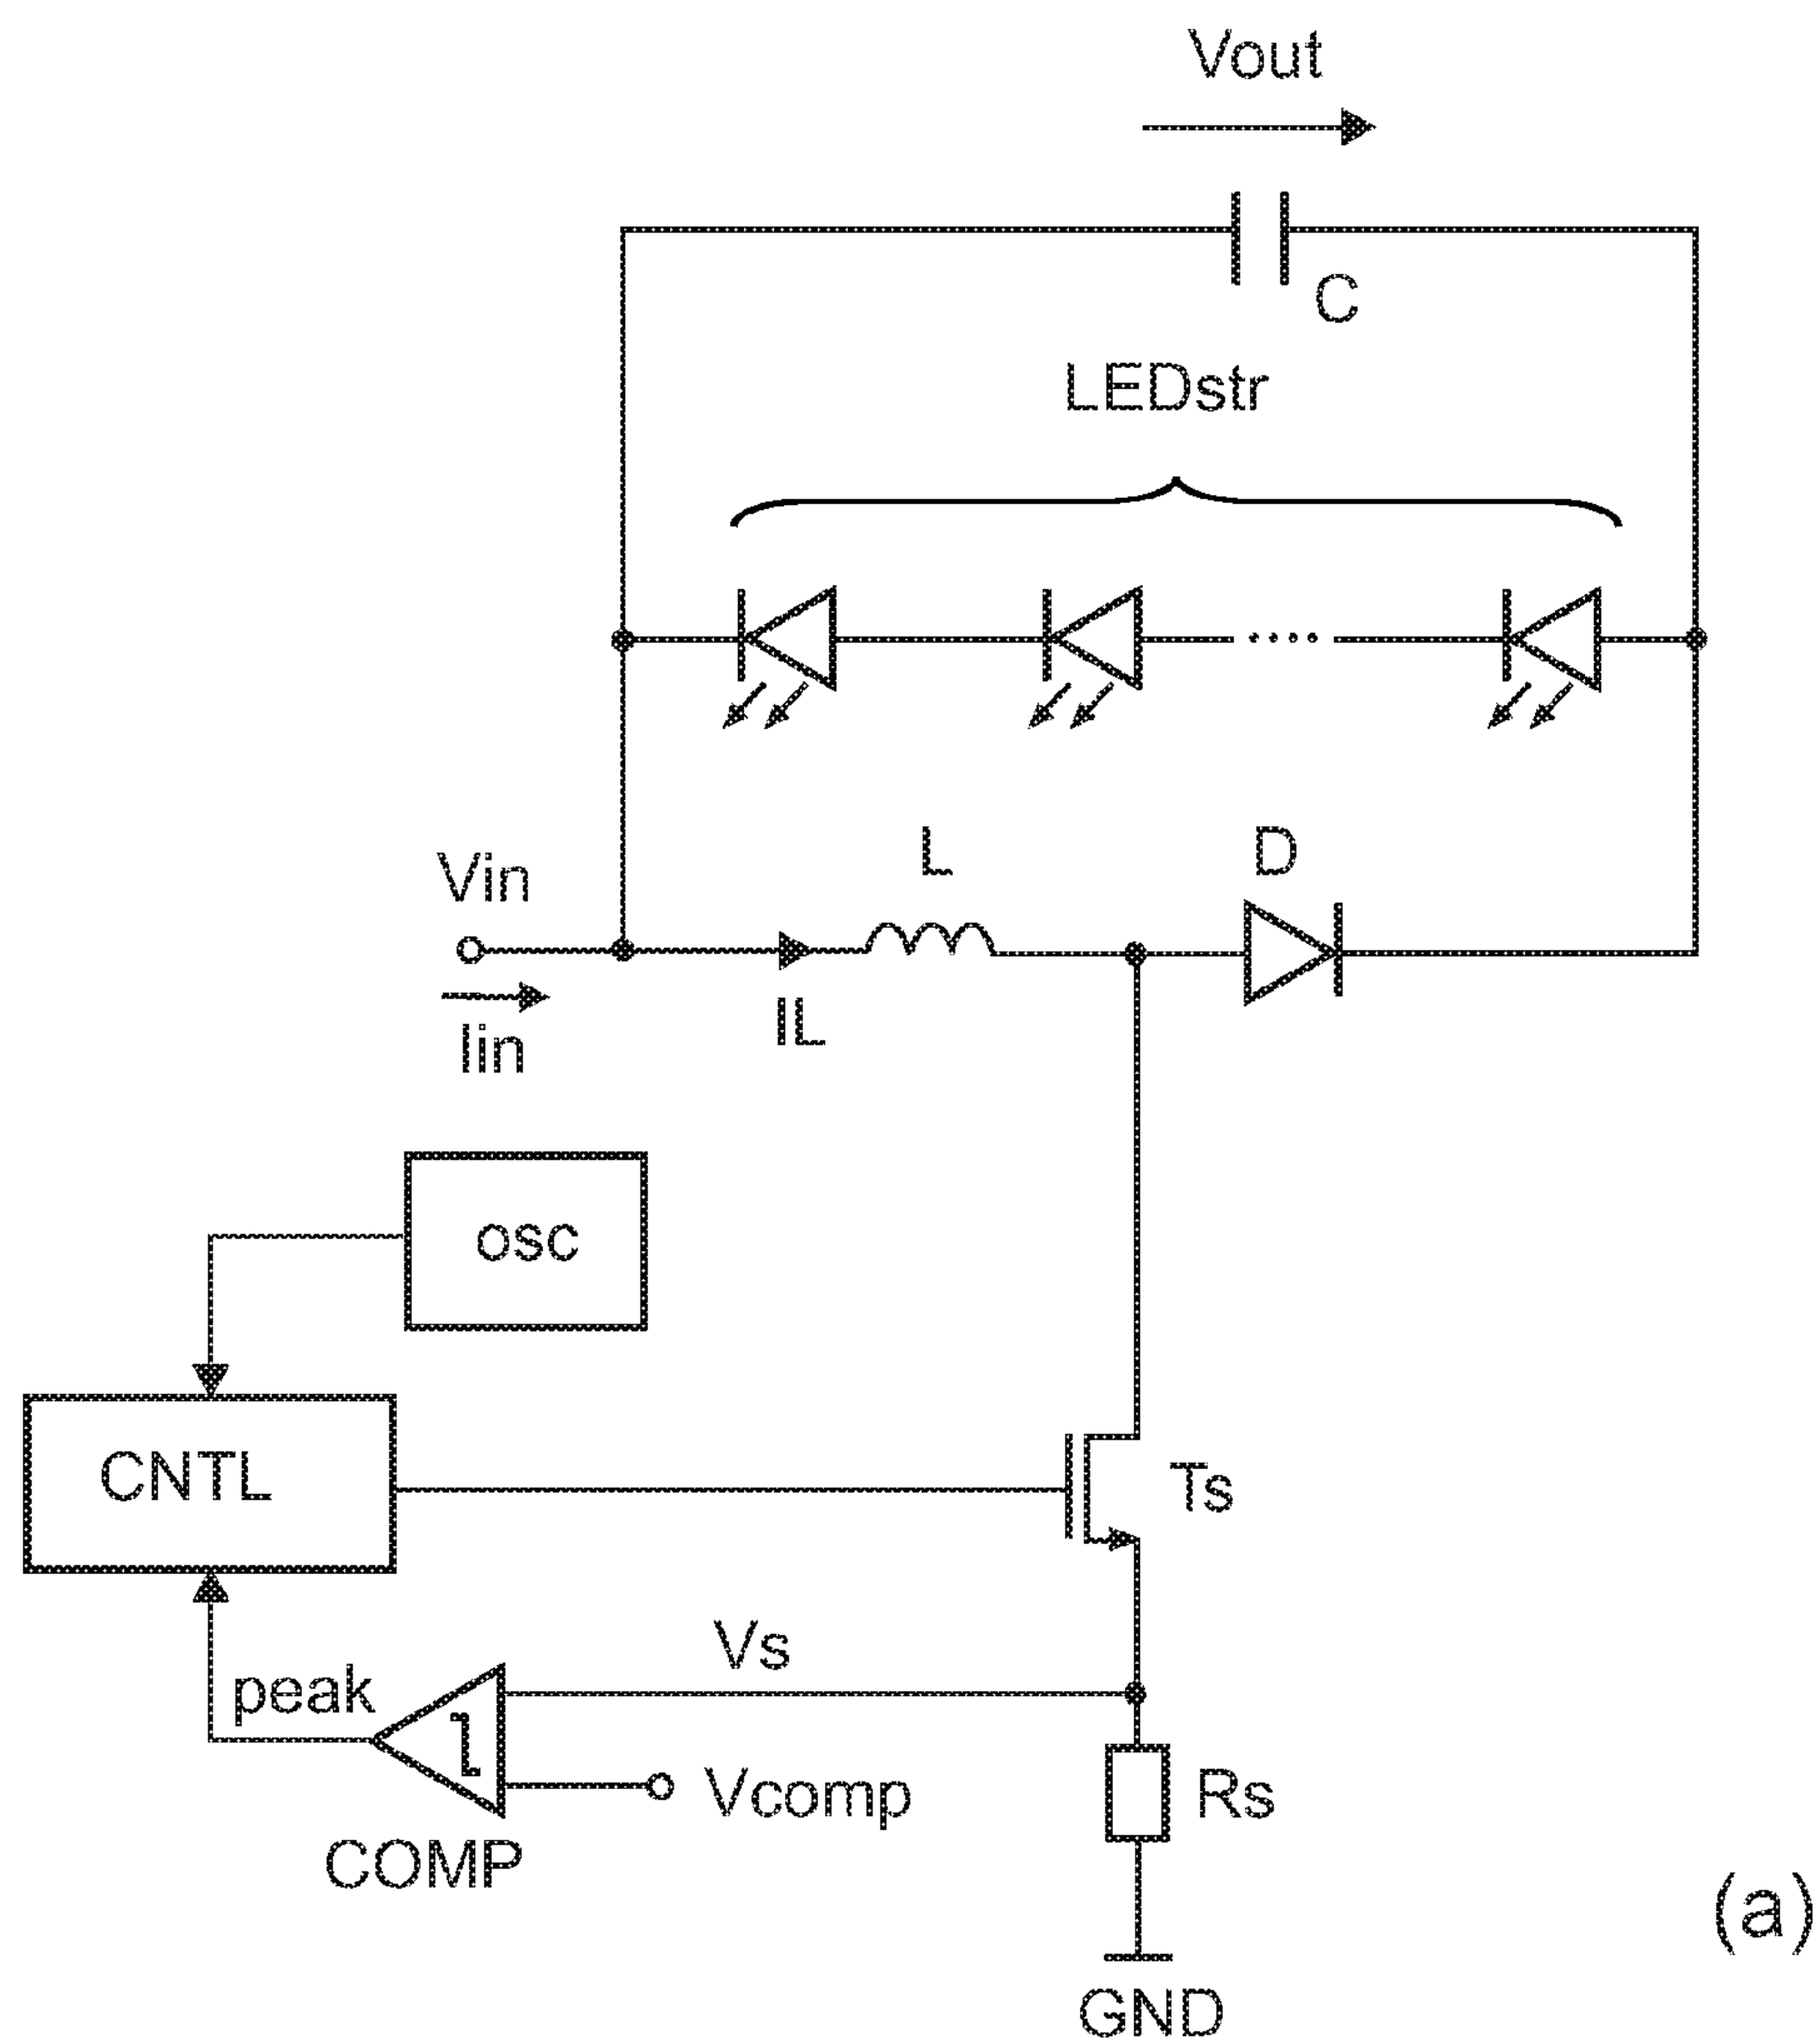 Vout
C
LEDstr
L
D
Vin
IL
Iin
osc
CNTL
Ts
Vs
peak
Vcomp
Rs
COMP
(a)
GND